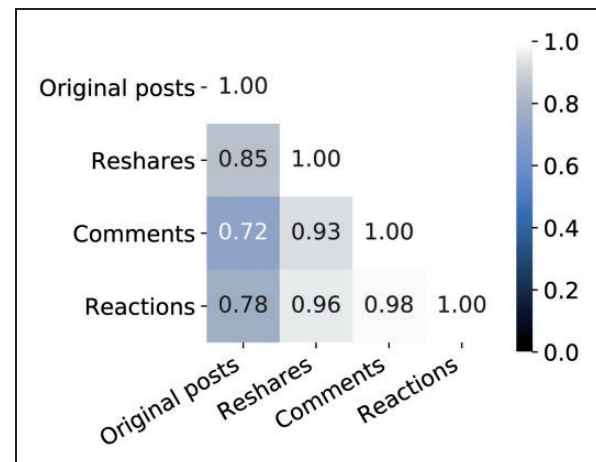 Original posts 1.00
Reshares 0.85 1.00
Comments 0.72 0.93 1.00
Reactions 0.78 0.96 0.98 1.00
Original posts
Reshares
Comments
Reactions
1.0
0.8
0.6
0.4
0.2
0.0